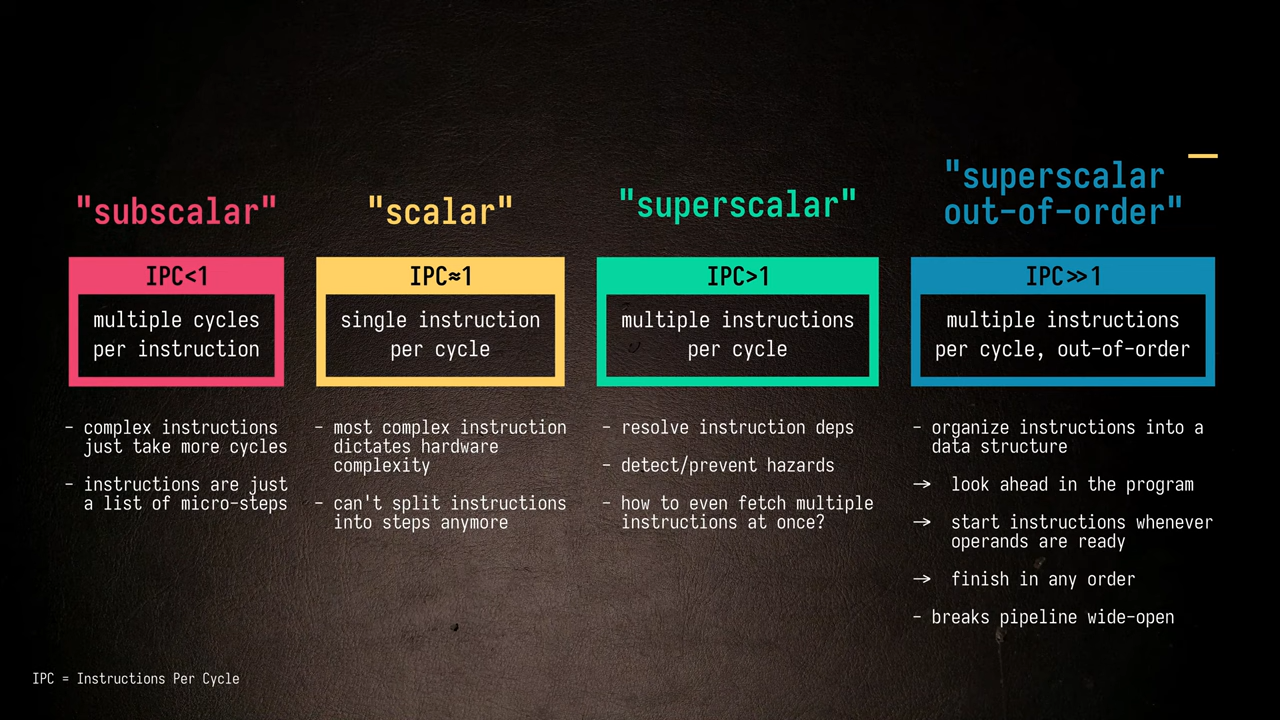 "subscalar"
IPC<1
multiple cycles
per instruction
- complex instructions
just take more cycles
- instructions are just
a list of micro-steps
"scalar"
IPC≈1
single instruction
per cycle
- most complex instruction
dictates hardware
complexity
- can't split instructions
into steps anymore
"superscalar"
IPC>1
multiple instructions
per cycle
- resolve instruction deps
- detect/prevent hazards
- how to even fetch multiple
instructions at once?
"superscalar
out-of-order"
IPC≫1
multiple instructions
per cycle, out-of-order
- organize instructions into a
data structure
→ look ahead in the program
→ start instructions whenever
operands are ready
→ finish in any order
- breaks pipeline wide-open
IPC = Instructions Per Cycle